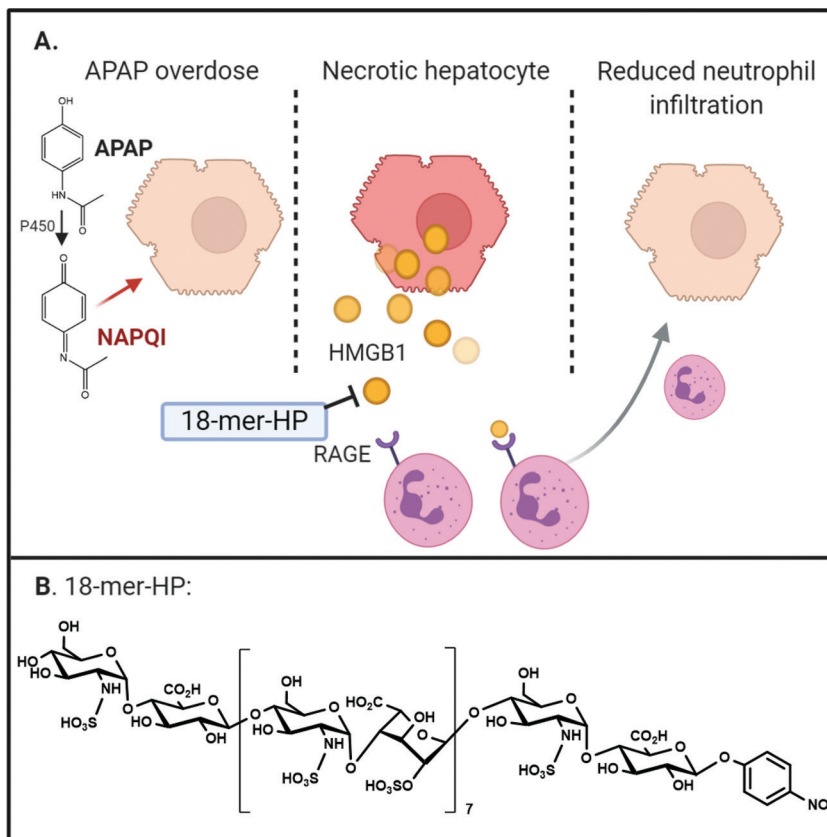 A.
APAP overdose
Necrotic hepatocyte
Reduced neutrophil
infiltration
OH
APAP
HN
O
P450
O
NAPQI
N
O
HMGB1
18-mer-HP
RAGE
B. 18-mer-HP:
OH
HO
HO
O
NH
HO₃S
O
CO₂H
O
HO
OH
O
OH
O
HO
NH
HO₃S
O
HO₂C
OH
O
HO₃SO
O
7
OH
O
HO
NH
HO₃S
O
CO₂H
O
HO
OH
O
NO